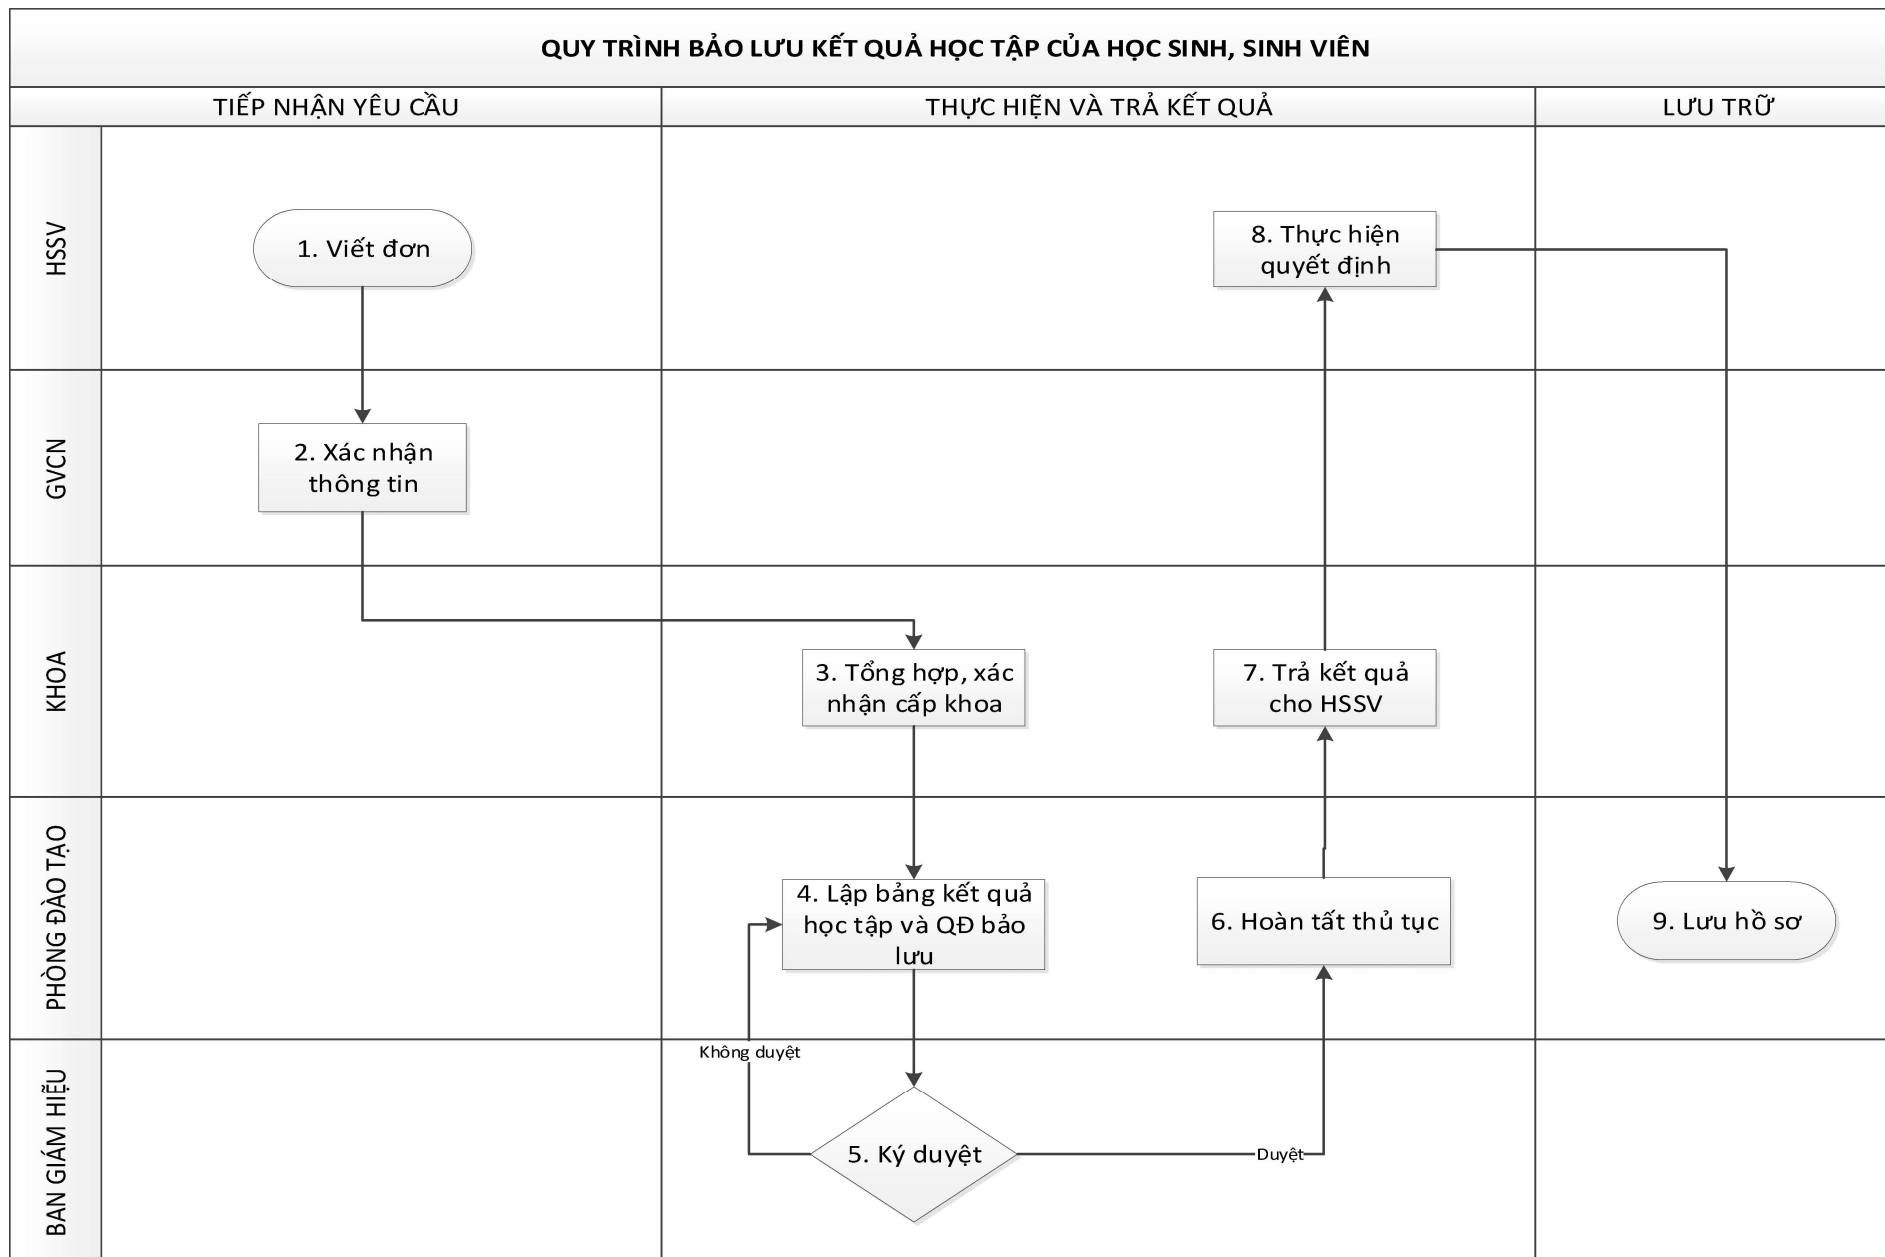 QUY TRÌNH BẢO LƯU KẾT QUẢ HỌC TẬP CỦA HỌC SINH, SINH VIÊN
TIẾP NHẬN YÊU CẦU
THỰC HIỆN VÀ TRẢ KẾT QUẢ
LƯU TRỮ
HSSV
1. Viết đơn
8. Thực hiện
quyết định
GVCN
2. Xác nhận
thông tin
KHOA
3. Tổng hợp, xác
nhận cấp khoa
7. Trả kết quả
cho HSSV
PHÒNG ĐÀO TẠO
4. Lập bảng kết quả
học tập và QĐ bảo
lưu
6. Hoàn tất thủ tục
9. Lưu hồ sơ
BAN GIÁM HIỆU
Không duyệt
5. Ký duyệt
Duyệt